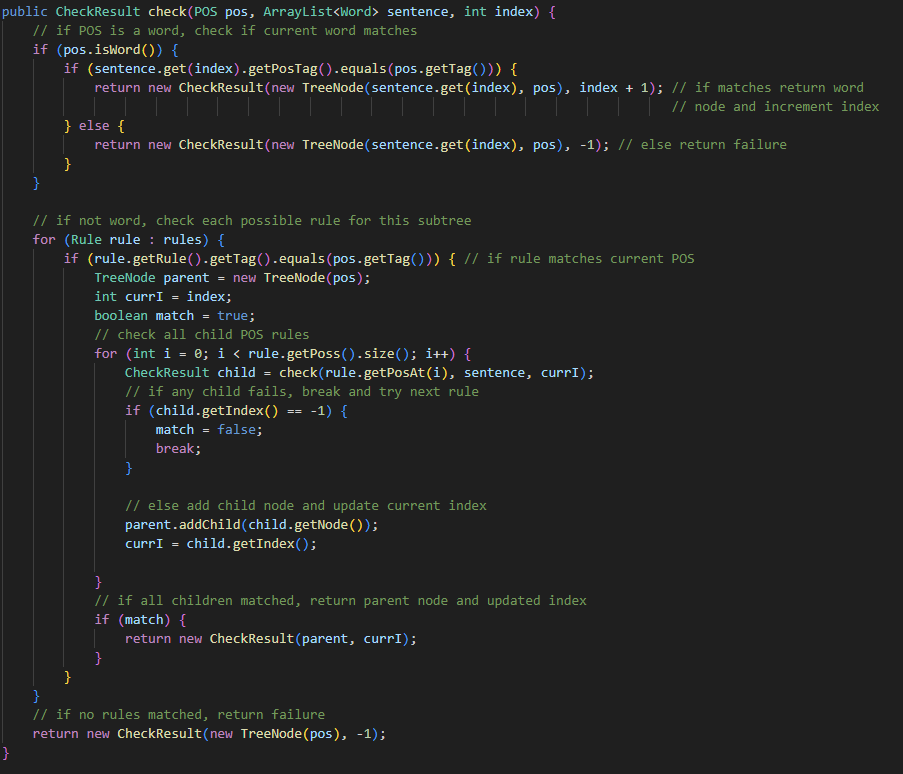 public CheckResult check(POS pos, ArrayList<Word> sentence, int index) {
    // if POS is a word, check if current word matches
    if (pos.isWord()) {
        if (sentence.get(index).getPosTag().equals(pos.getTag())) {
            return new CheckResult(new TreeNode(sentence.get(index), pos), index + 1); // if matches return word
                                                                                       // node and increment index
        } else {
            return new CheckResult(new TreeNode(sentence.get(index), pos), -1); // else return failure
        }
    }

    // if not word, check each possible rule for this subtree
    for (Rule rule : rules) {
        if (rule.getRule().getTag().equals(pos.getTag())) { // if rule matches current POS
            TreeNode parent = new TreeNode(pos);
            int currI = index;
            boolean match = true;
            // check all child POS rules
            for (int i = 0; i < rule.getPoss().size(); i++) {
                CheckResult child = check(rule.getPosAt(i), sentence, currI);
                // if any child fails, break and try next rule
                if (child.getIndex() == -1) {
                    match = false;
                    break;
                }

                // else add child node and update current index
                parent.addChild(child.getNode());
                currI = child.getIndex();

            }
            // if all children matched, return parent node and updated index
            if (match) {
                return new CheckResult(parent, currI);
            }
        }
    }
    // if no rules matched, return failure
    return new CheckResult(new TreeNode(pos), -1);
}